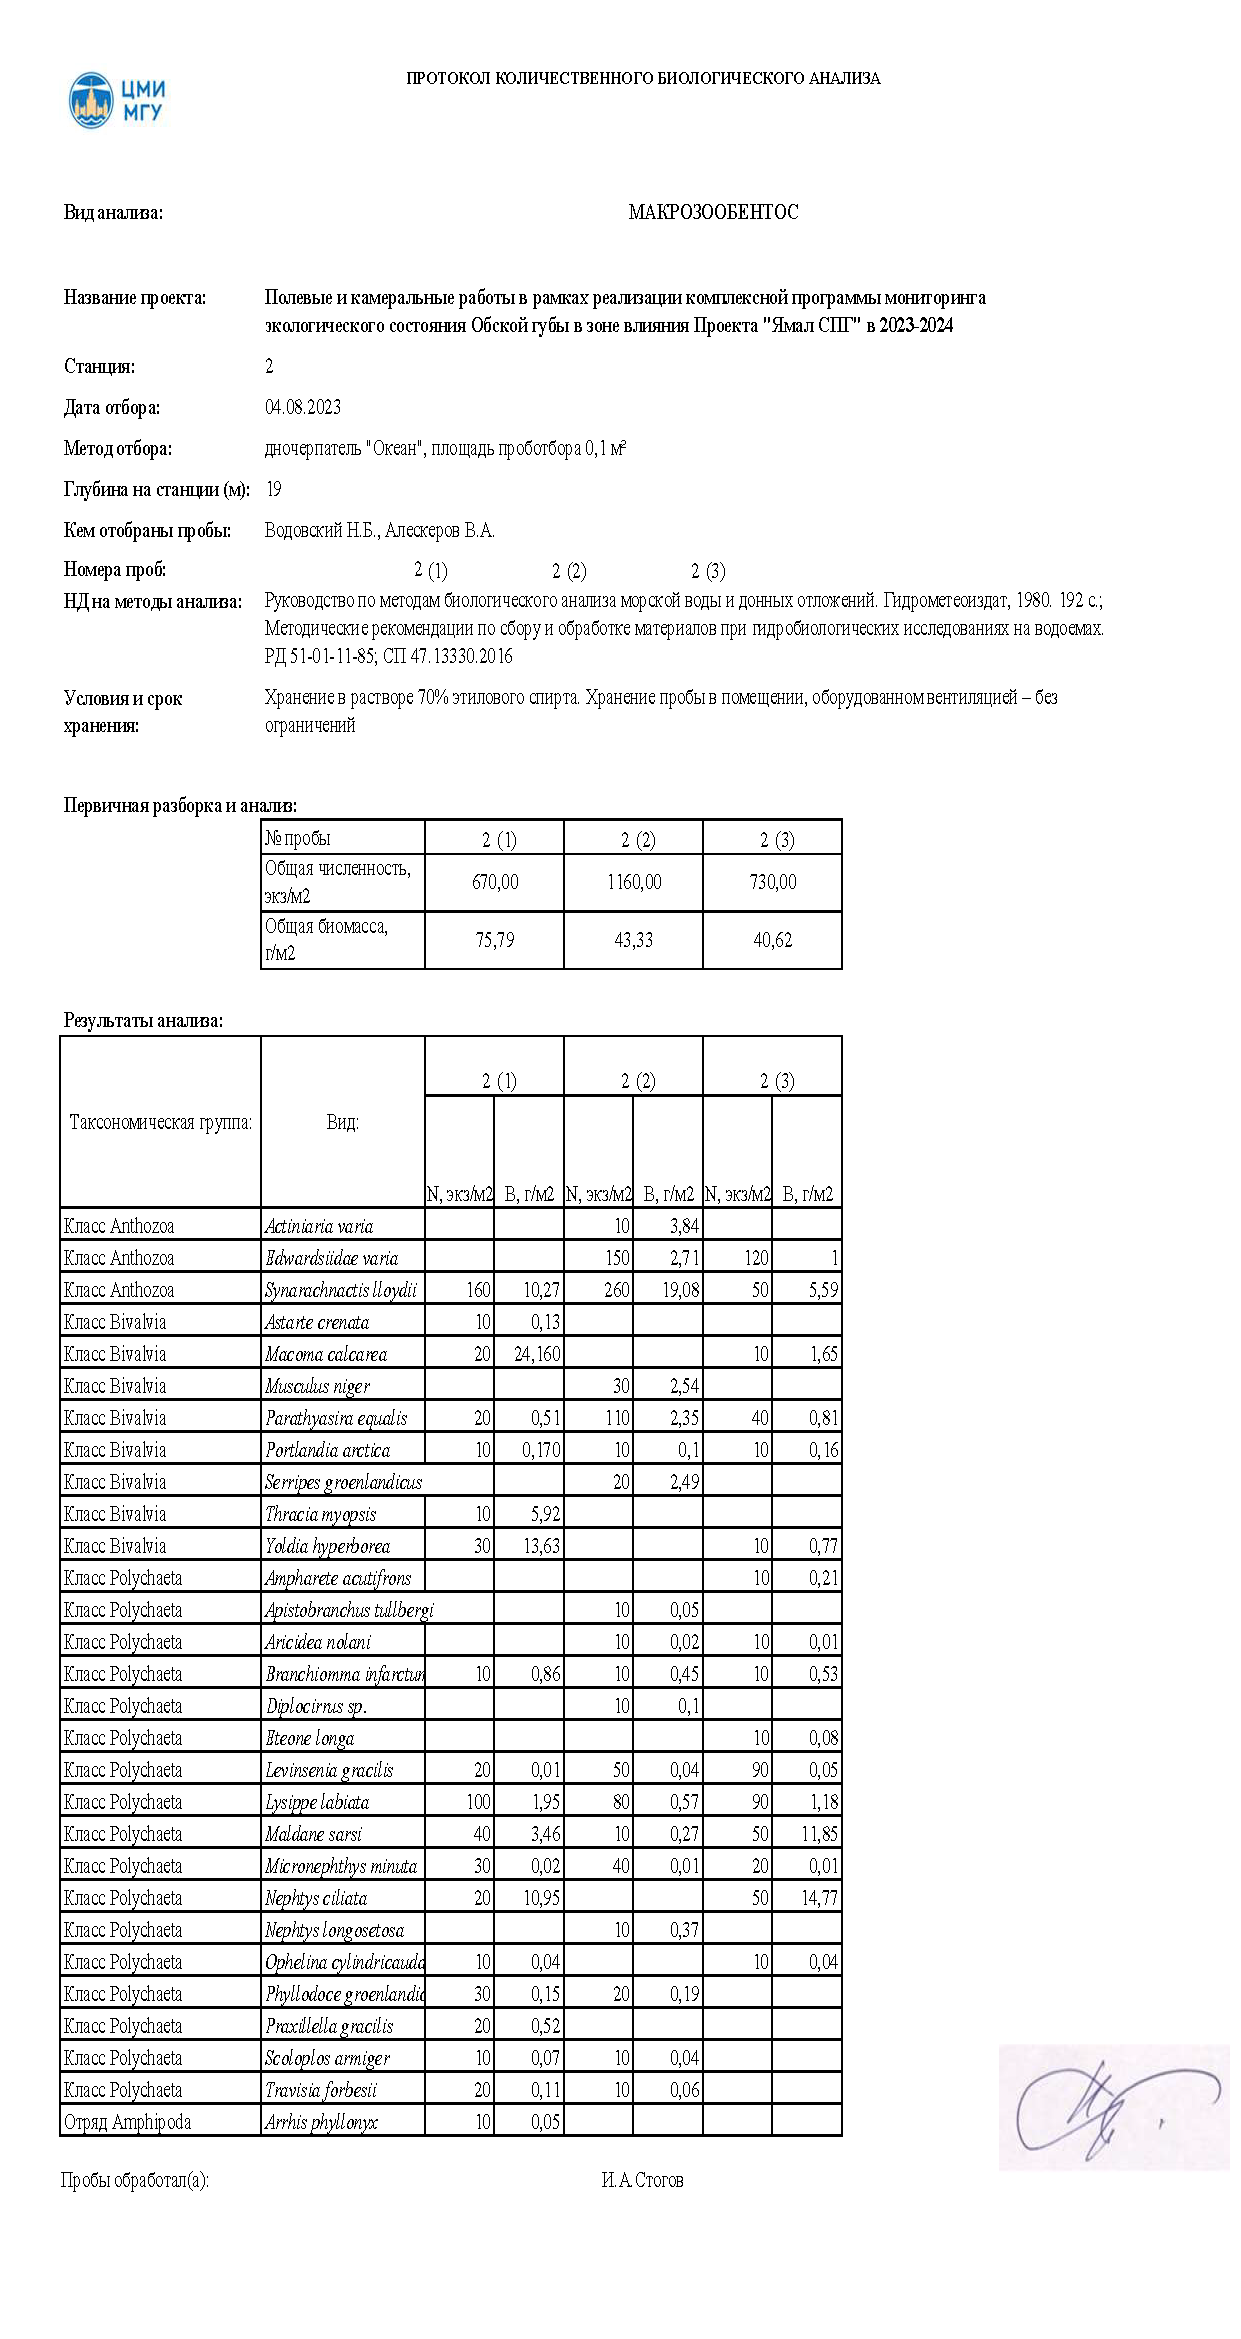 ЦМИ
МГУ
ПРОТОКОЛ КОЛИЧЕСТВЕННОГО БИОЛОГИЧЕСКОГО АНАЛИЗА
Вид анализа: МАКРОЗООБЕНТОС
Название проекта: Полевые и камеральные работы в рамках реализации комплексной программы мониторинга
экологического состояния Обской губы в зоне влияния Проекта "Ямал СПГ" в 2023-2024
Станция: 2
Дата отбора: 04.08.2023
Метод отбора: дночерпатель "Океан", площадь проботбора 0,1 м²
Глубина на станции (м): 19
Кем отобраны пробы: Водовский Н.Б., Алескеров В.А.
Номера проб: 2 (1) 2 (2) 2 (3)
НД на методы анализа: Руководство по методам биологического анализа морской воды и донных отложений. Гидрометеоиздат, 1980. 192 с.;
Методические рекомендации по сбору и обработке материалов при гидробиологических исследованиях на водоемах.
РД 51-01-11-85; СП 47.13330.2016
Условия и срок Хранение в растворе 70% этилового спирта. Хранение пробы в помещении, оборудованном вентиляцией – без
хранения: ограничений
Первичная разборка и анализ:
№ пробы 2 (1) 2 (2) 2 (3)
Общая численность,
экз/м2 670,00 1160,00 730,00
Общая биомасса,
г/м2 75,79 43,33 40,62
Результаты анализа:
Таксономическая группа: Вид: 2 (1) 2 (2) 2 (3)
N, экз/м2 B, г/м2 N, экз/м2 B, г/м2 N, экз/м2 B, г/м2
Класс Anthozoa Actiniaria varia 10 3,84
Класс Anthozoa Edwardsiidae varia 150 2,71 120 1
Класс Anthozoa Synarachnactis lloydii 160 10,27 260 19,08 50 5,59
Класс Bivalvia Astarte crenata 10 0,13
Класс Bivalvia Macoma calcarea 20 24,160 10 1,65
Класс Bivalvia Musculus niger 30 2,54
Класс Bivalvia Parathyasira equalis 20 0,51 110 2,35 40 0,81
Класс Bivalvia Portlandia arctica 10 0,170 10 0,1 10 0,16
Класс Bivalvia Serripes groenlandicus 20 2,49
Класс Bivalvia Thracia myopsis 10 5,92
Класс Bivalvia Yoldia hyperborea 30 13,63 10 0,77
Класс Polychaeta Ampharete acutifrons 10 0,21
Класс Polychaeta Apistobranchus tullbergi 10 0,05
Класс Polychaeta Aricidea nolani 10 0,02 10 0,01
Класс Polychaeta Branchiomma infarctum 10 0,86 10 0,45 10 0,53
Класс Polychaeta Diplocirrus sp. 10 0,1
Класс Polychaeta Eteone longa 10 0,08
Класс Polychaeta Levinsenia gracilis 20 0,01 50 0,04 90 0,05
Класс Polychaeta Lysippe labiata 100 1,95 80 0,57 90 1,18
Класс Polychaeta Maldane sarsi 40 3,46 10 0,27 50 11,85
Класс Polychaeta Micronephthys minuta 30 0,02 40 0,01 20 0,01
Класс Polychaeta Nephtys ciliata 20 10,95 50 14,77
Класс Polychaeta Nephtys longosetosa 10 0,37
Класс Polychaeta Ophelina cylindricauda 10 0,04 10 0,04
Класс Polychaeta Phyllodoce groenlandic 30 0,15 20 0,19
Класс Polychaeta Praxillella gracilis 20 0,52
Класс Polychaeta Scoloplos armiger 10 0,07 10 0,04
Класс Polychaeta Travisia forbesii 20 0,11 10 0,06
Отряд Amphipoda Arrhis phyllonyx 10 0,05
Пробы обработал(а): И.А.Стогов